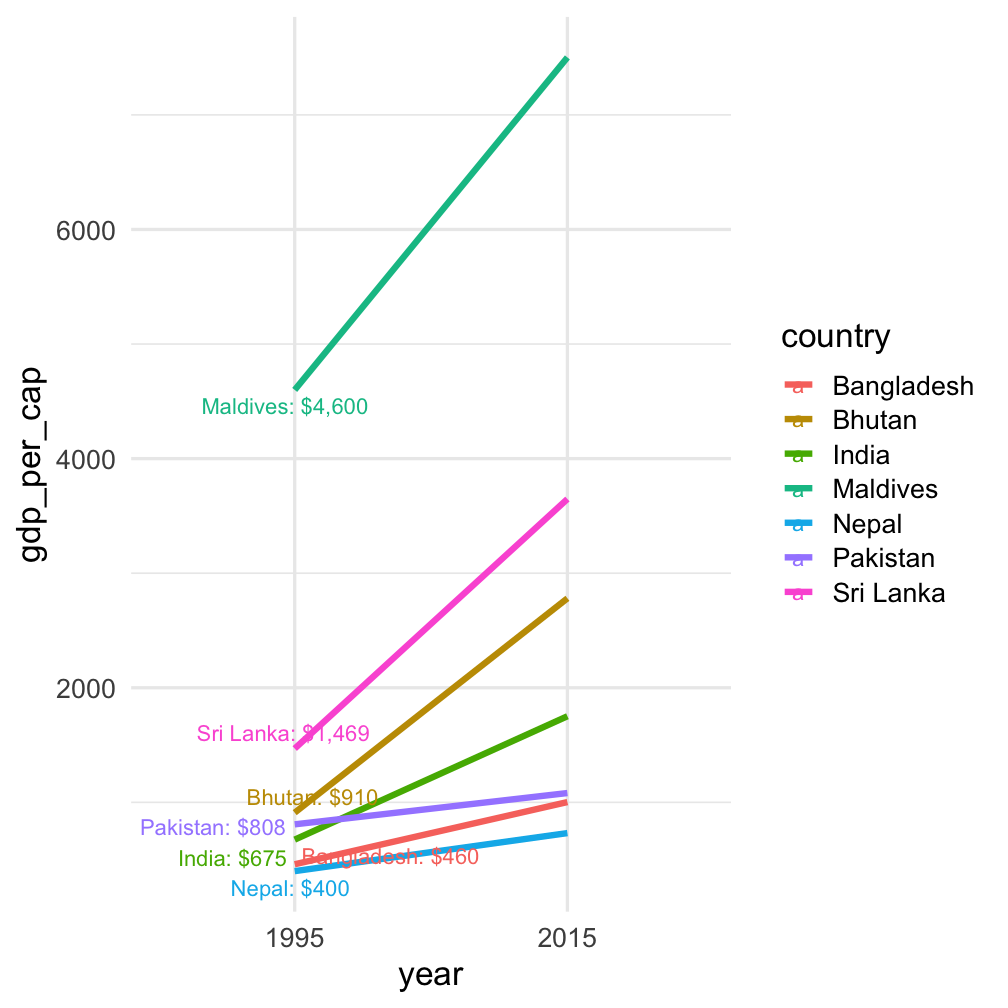 6000
4000
2000
gdp_per_cap
Maldives: $4,600
Sri Lanka: $1,469
Bhutan: $910
Pakistan: $808
India: $675
Bangladesh: $460
Nepal: $400
1995
2015
year
country
a Bangladesh
a Bhutan
a India
a Maldives
a Nepal
a Pakistan
a Sri Lanka